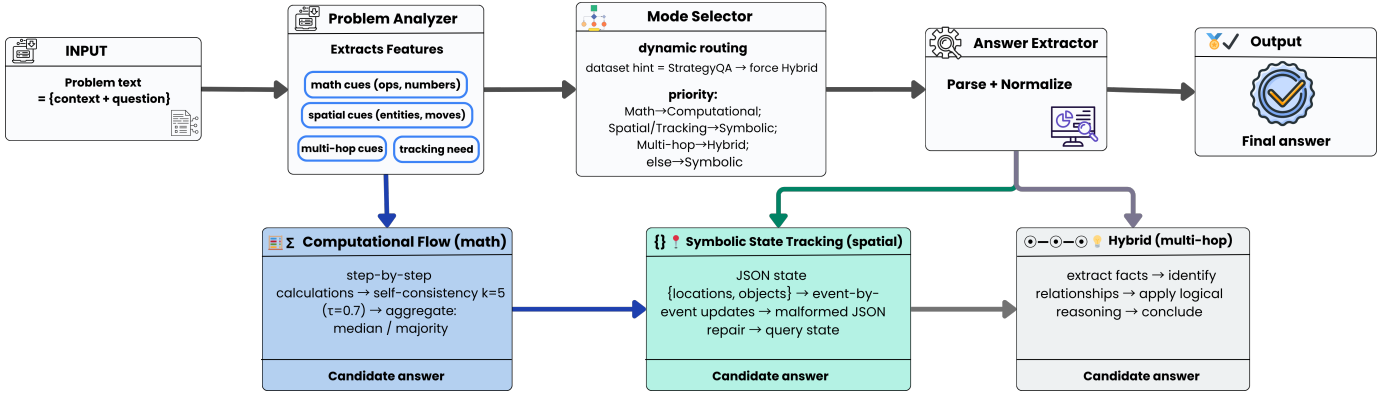 INPUT
Problem text
= {context + question}
Problem Analyzer
Extracts Features
math cues (ops, numbers)
spatial cues (entities, moves)
multi-hop cues
tracking need
Mode Selector
dynamic routing
dataset hint = StrategyQA → force Hybrid
priority:
Math→Computational;
Spatial/Tracking→Symbolic;
Multi-hop→Hybrid;
else→Symbolic
Answer Extractor
Parse + Normalize
Output
Final answer
Σ Computational Flow (math)
step-by-step
calculations → self-consistency k=5
(τ=0.7) → aggregate:
median / majority
Candidate answer
{} Symbolic State Tracking (spatial)
JSON state
{locations, objects} → event-by-
event updates → malformed JSON
repair → query state
Candidate answer
Hybrid (multi-hop)
extract facts → identify
relationships → apply logical
reasoning → conclude
Candidate answer